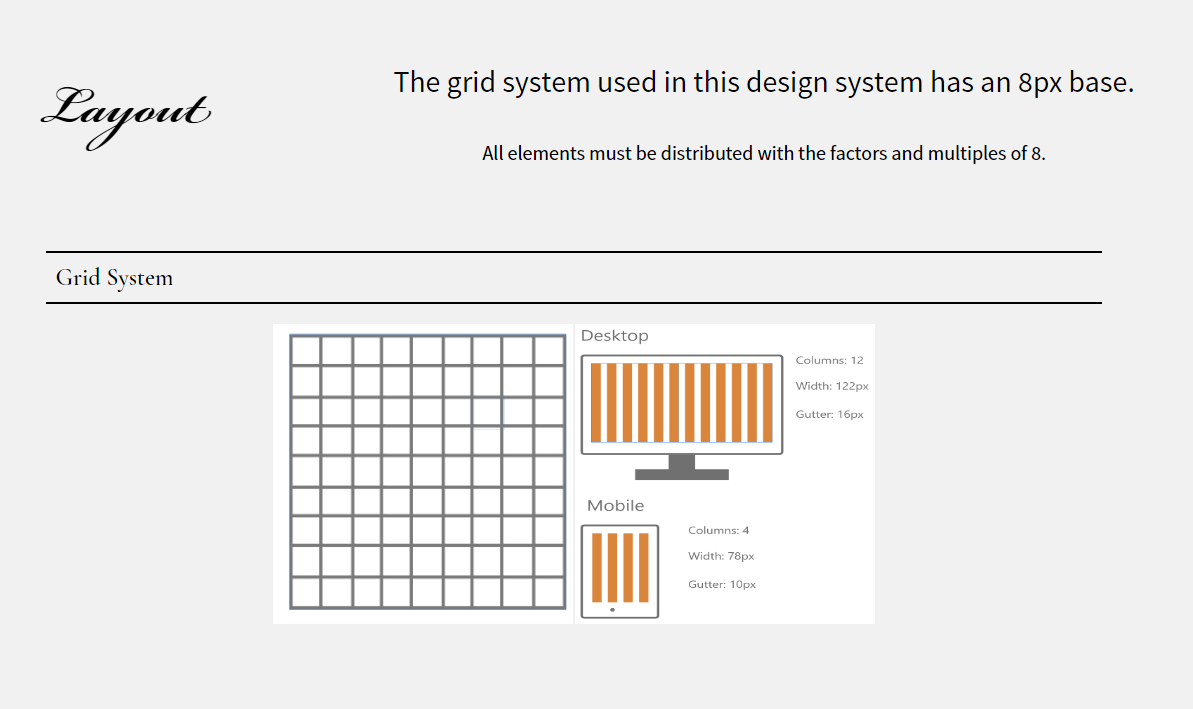 Layout
The grid system used in this design system has an 8px base.
All elements must be distributed with the factors and multiples of 8.
Grid System
Desktop
Columns: 12
Width: 122px
Gutter: 16px
Mobile
Columns: 4
Width: 78px
Gutter: 10px